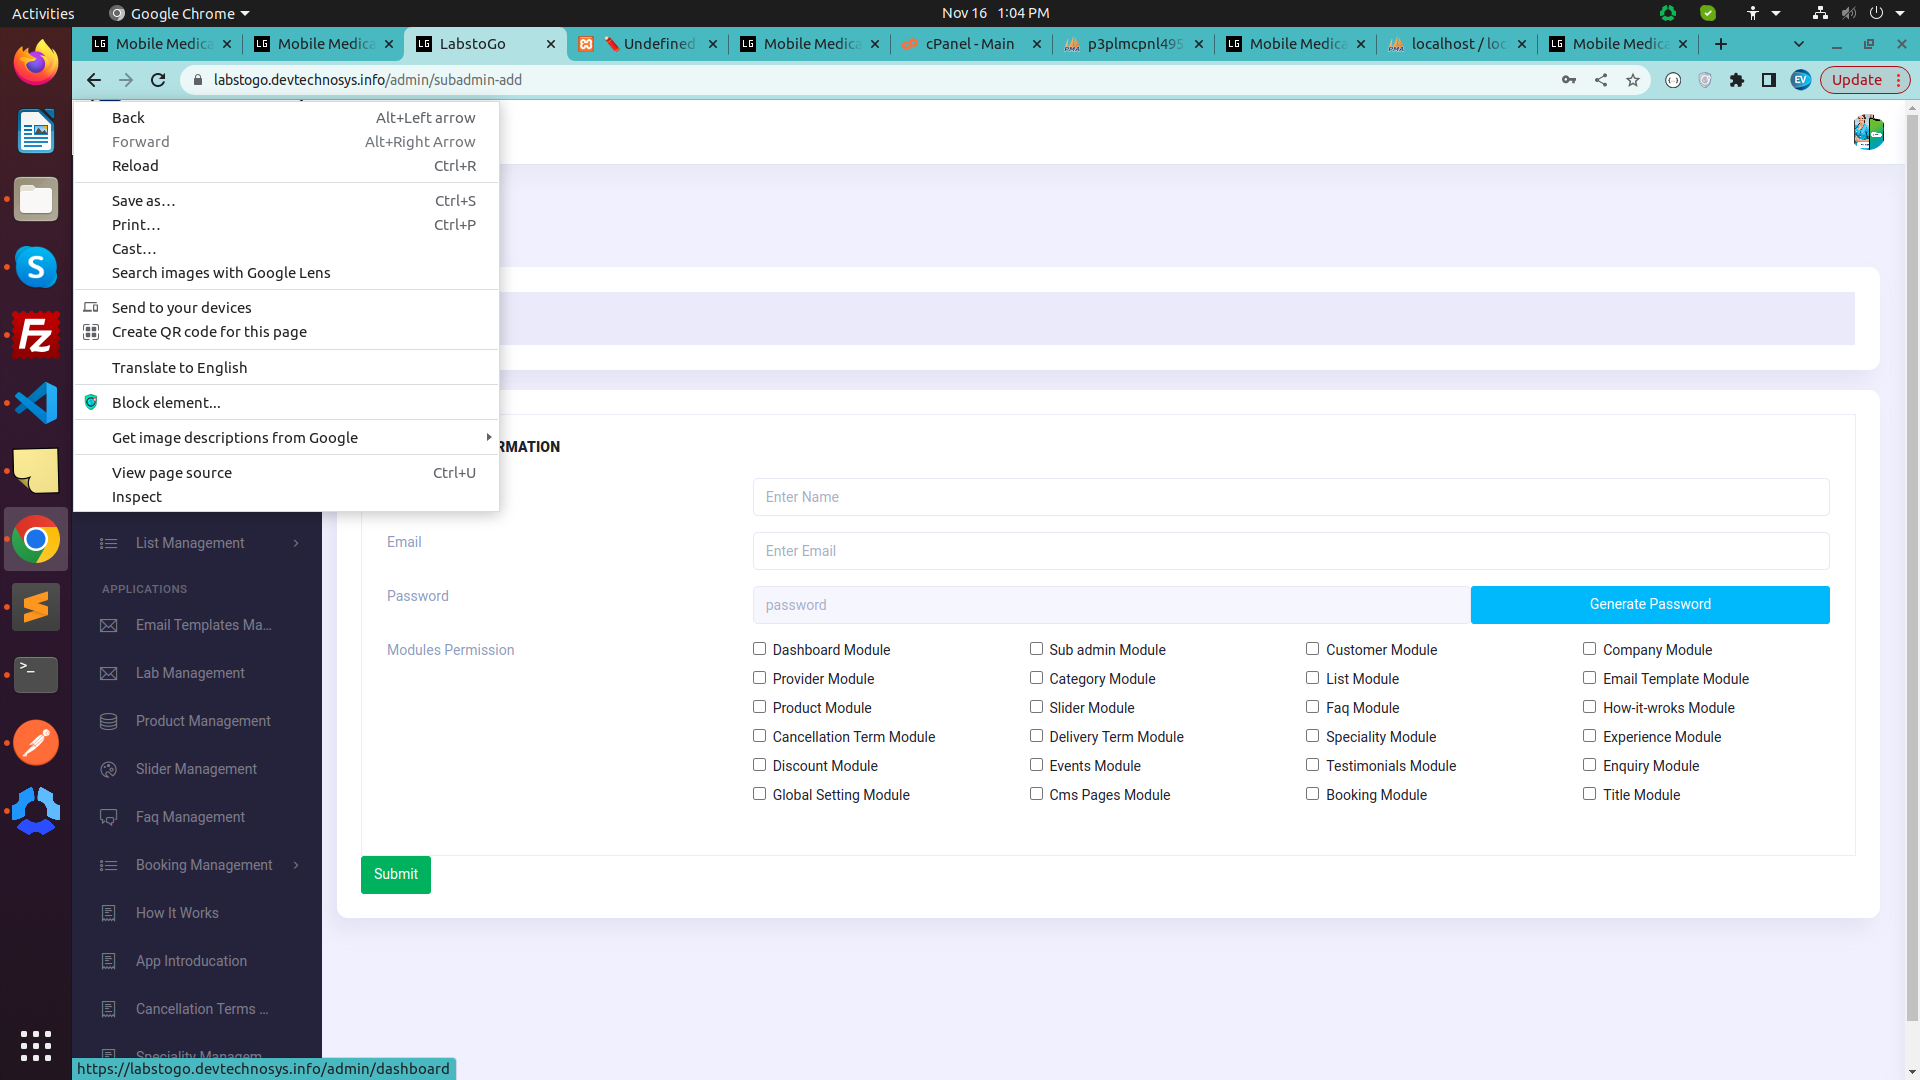 Activities
Google Chrome
Nov 16 1:04 PM
LG Mobile Medica
LG Mobile Medica
LG LabstoGo
Undefined
LG Mobile Medica
cPanel - Main
p3plmcpnl495
LG Mobile Medica
localhost / loc
LG Mobile Medica
labstogo.devtechnosys.info/admin/subadmin-add
EV
Update
Back Alt+Left arrow
Forward Alt+Right Arrow
Reload Ctrl+R
Save as… Ctrl+S
Print… Ctrl+P
Cast…
Search images with Google Lens
Send to your devices
Create QR code for this page
Translate to English
Block element...
Get image descriptions from Google
View page source Ctrl+U
Inspect
List Management
APPLICATIONS
Email Templates Ma...
Lab Management
Product Management
Slider Management
Faq Management
Booking Management
How It Works
App Introducation
Cancellation Terms ...
Speciality Managem
https://labstogo.devtechnosys.info/admin/dashboard
RMATION
Enter Name
Email
Enter Email
Password
password
Generate Password
Modules Permission
Dashboard Module Sub admin Module Customer Module Company Module
Provider Module Category Module List Module Email Template Module
Product Module Slider Module Faq Module How-it-wroks Module
Cancellation Term Module Delivery Term Module Speciality Module Experience Module
Discount Module Events Module Testimonials Module Enquiry Module
Global Setting Module Cms Pages Module Booking Module Title Module
Submit